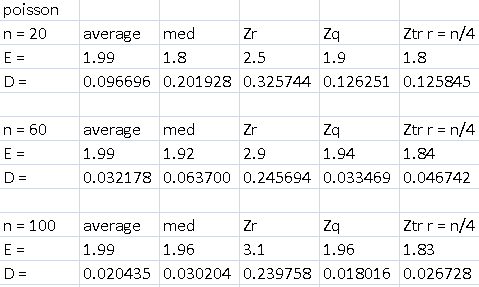 poisson
n = 20 average med Zr Zq Ztr r = n/4
E = 1.99 1.8 2.5 1.9 1.8
D = 0.096696 0.201928 0.325744 0.126251 0.125845
n = 60 average med Zr Zq Ztr r = n/4
E = 1.99 1.92 2.9 1.94 1.84
D = 0.032178 0.063700 0.245694 0.033469 0.046742
n = 100 average med Zr Zq Ztr r = n/4
E = 1.99 1.96 3.1 1.96 1.83
D = 0.020435 0.030204 0.239758 0.018016 0.026728